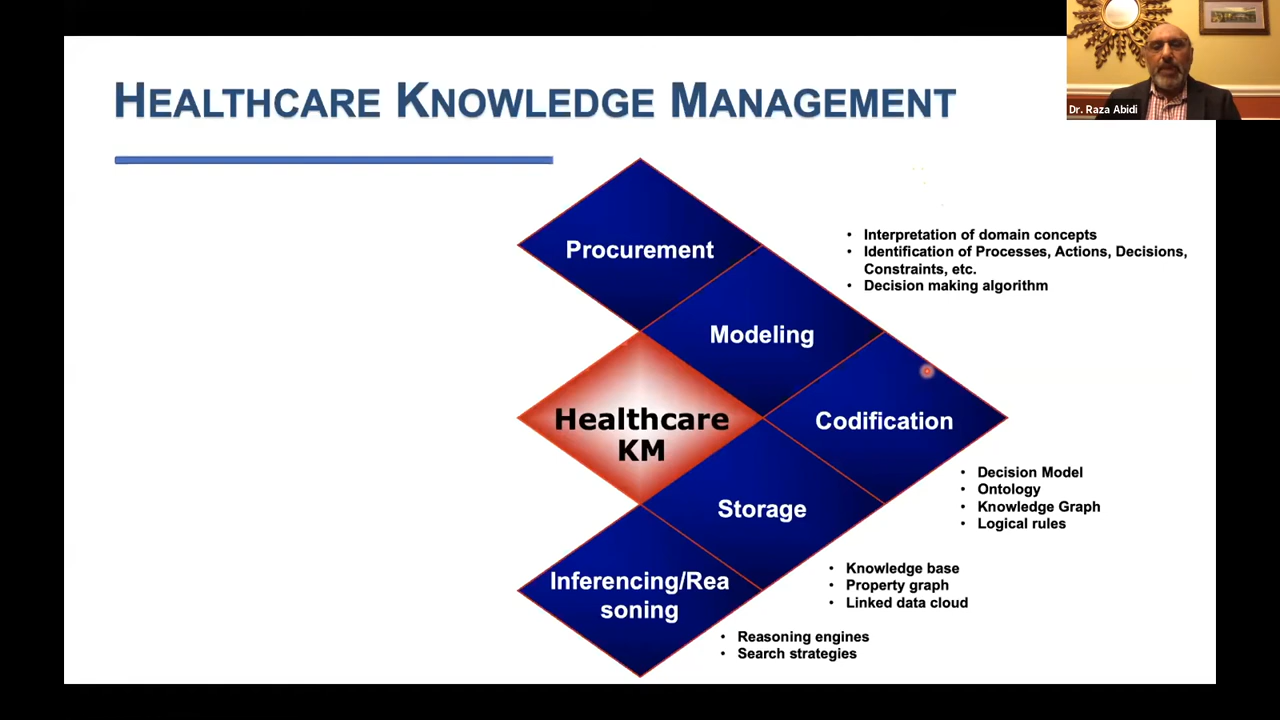 HEALTHCARE KNOWLEDGE MANAGEMENT
Dr. Raza Abidi
Procurement
• Interpretation of domain concepts
• Identification of Processes, Actions, Decisions,
Constraints, etc.
• Decision making algorithm
Modeling
Healthcare
KM
Codification
• Decision Model
• Ontology
• Knowledge Graph
• Logical rules
Storage
• Knowledge base
• Property graph
• Linked data cloud
Inferencing/Rea
soning
• Reasoning engines
• Search strategies